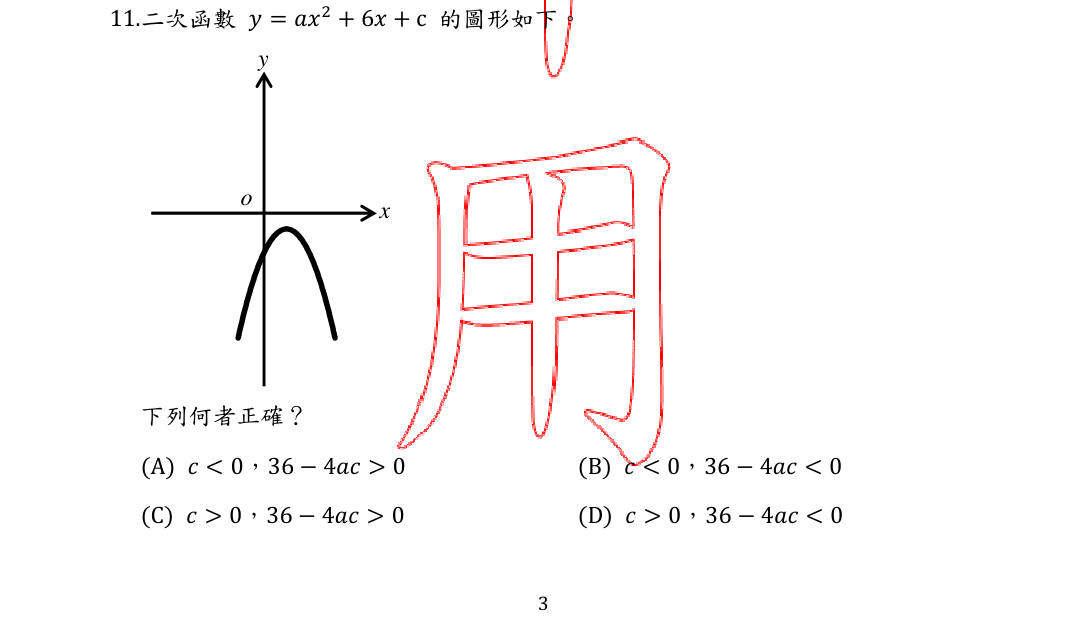 11.二次函數 y = ax² + 6x + c 的圖形如下。
y
o
x
用
下列何者正確？
(A) c < 0，36 − 4ac > 0
(B) c < 0，36 − 4ac < 0
(C) c > 0，36 − 4ac > 0
(D) c > 0，36 − 4ac < 0
3